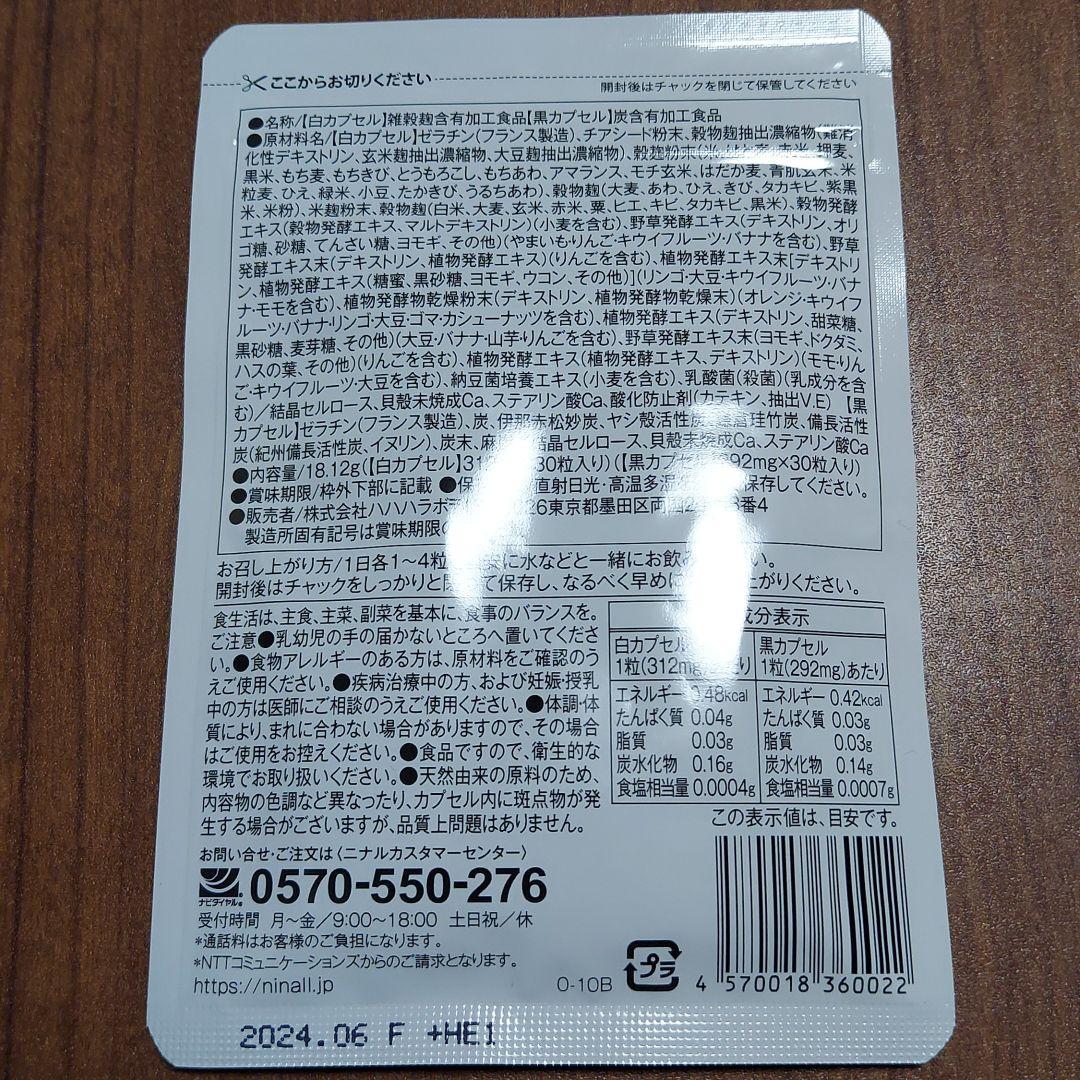 ここからお切りください
開封後はチャックを閉じて保管してください
●名称/【白カプセル】雑穀麹含有加工食品【黒カプセル】炭含有加工食品
●原材料名/【白カプセル】ゼラチン(フランス製造)、チアシード粉末、穀物麹抽出濃縮物(難消
化性デキストリン、玄米麹抽出濃縮物、大豆麹抽出濃縮物)、穀麹粉末 押麦、
黒米、もち麦、もちきび、とうもろこし、もちあわ、アマランス、モチ玄米、はだか麦、青肌玄米、米
粒麦、ひえ、緑米、小豆、たかきび、うるちあわ)、穀物麹(大麦、あわ、ひえ、きび、タカキビ、紫黒
米、米粉)、米麹粉末、穀物麹(白米、大麦、玄米、赤米、粟、ヒエ、キビ、タカキビ、黒米)、穀物発酵
エキス(穀物発酵エキス、マルトデキストリン)(小麦を含む)、野草発酵エキス(デキストリン、オリ
ゴ糖、砂糖、てんさい糖、ヨモギ、その他)(やまいも・りんご・キウイフルーツ・バナナを含む)、野草
発酵エキス末(デキストリン、植物発酵エキス)(りんごを含む)、植物発酵エキス末[デキストリ
ン、植物発酵エキス(糖蜜、黒砂糖、ヨモギ、ウコン、その他)](リンゴ・大豆・キウイフルーツ・バナ
ナ・モモを含む)、植物発酵物乾燥粉末(デキストリン、植物発酵物乾燥末)(オレンジ・キウイフ
ルーツ・バナナ・リンゴ・大豆・ゴマ・カシューナッツを含む)、植物発酵エキス(デキストリン、甜菜糖、
黒砂糖、麦芽糖、その他)(大豆・バナナ・山芋・りんごを含む)、野草発酵エキス末(ヨモギ、ドクダミ、
ハスの葉、その他)(りんごを含む)、植物発酵エキス(植物発酵エキス、デキストリン)(モモ・りん
ご・キウイフルーツ・大豆を含む)、納豆菌培養エキス(小麦を含む)、乳酸菌(殺菌)(乳成分を含
む)/結晶セルロース、貝殻未焼成Ca、ステアリン酸Ca、酸化防止剤(カテキン、抽出V.E) 【黒
カプセル】ゼラチン(フランス製造)、炭、伊那赤松妙炭、ヤシ殻活性炭 珪竹炭、備長活性
炭(紀州備長活性炭、イヌリン)、炭末、麻 結晶セルロース、貝殻未焼成Ca、ステアリン酸Ca
●内容量/18.12g(【白カプセル】31 30粒入り)(【黒カプセ 92mg×30粒入り)
●賞味期限/枠外下部に記載 ●保 直射日光・高温多湿 保存してください。
●販売者/株式会社ハハハラボ 26東京都墨田区両 番4
製造所固有記号は賞味期限の
お召し上がり方/1日各1〜4粒 に水などと一緒にお飲み い。
開封後はチャックをしっかりと て保存し、なるべく早めに 上がりください。
食生活は、主食、主菜、副菜を基本に、食事のバランスを。
ご注意●乳幼児の手の届かないところへ置いてくださ
い。●食物アレルギーのある方は、原材料をご確認のう
えご使用ください。●疾病治療中の方、および妊娠・授乳
中の方は医師にご相談のうえご使用ください。●体調・体
質により、まれに合わない場合がありますので、その場合
はご使用をお控えください。●食品ですので、衛生的な
環境でお取り扱いください。●天然由来の原料のため、
内容物の色調など異なったり、カプセル内に斑点物が発
生する場合がございますが、品質上問題はありません。
成分表示
白カプセル 黒カプセル
1粒(312mg) たり 1粒(292mg)あたり
エネルギー 0.48kcal エネルギー 0.42kcal
たんぱく質 0.04g たんぱく質 0.03g
脂質 0.03g 脂質 0.03g
炭水化物 0.16g 炭水化物 0.14g
食塩相当量 0.0004g 食塩相当量 0.0007g
この表示値は、目安です。
お問い合せ・ご注文は〈ニナルカスタマーセンター〉
ナビダイヤル® 0570-550-276
受付時間 月〜金/9:00〜18:00 土日祝/休
*通話料はお客様のご負担になります。
*NTTコミュニケーションズからのご請求となります。
https://ninall.jp
O-10B
プラ
4 570018 360022
2024.06 F +HE1